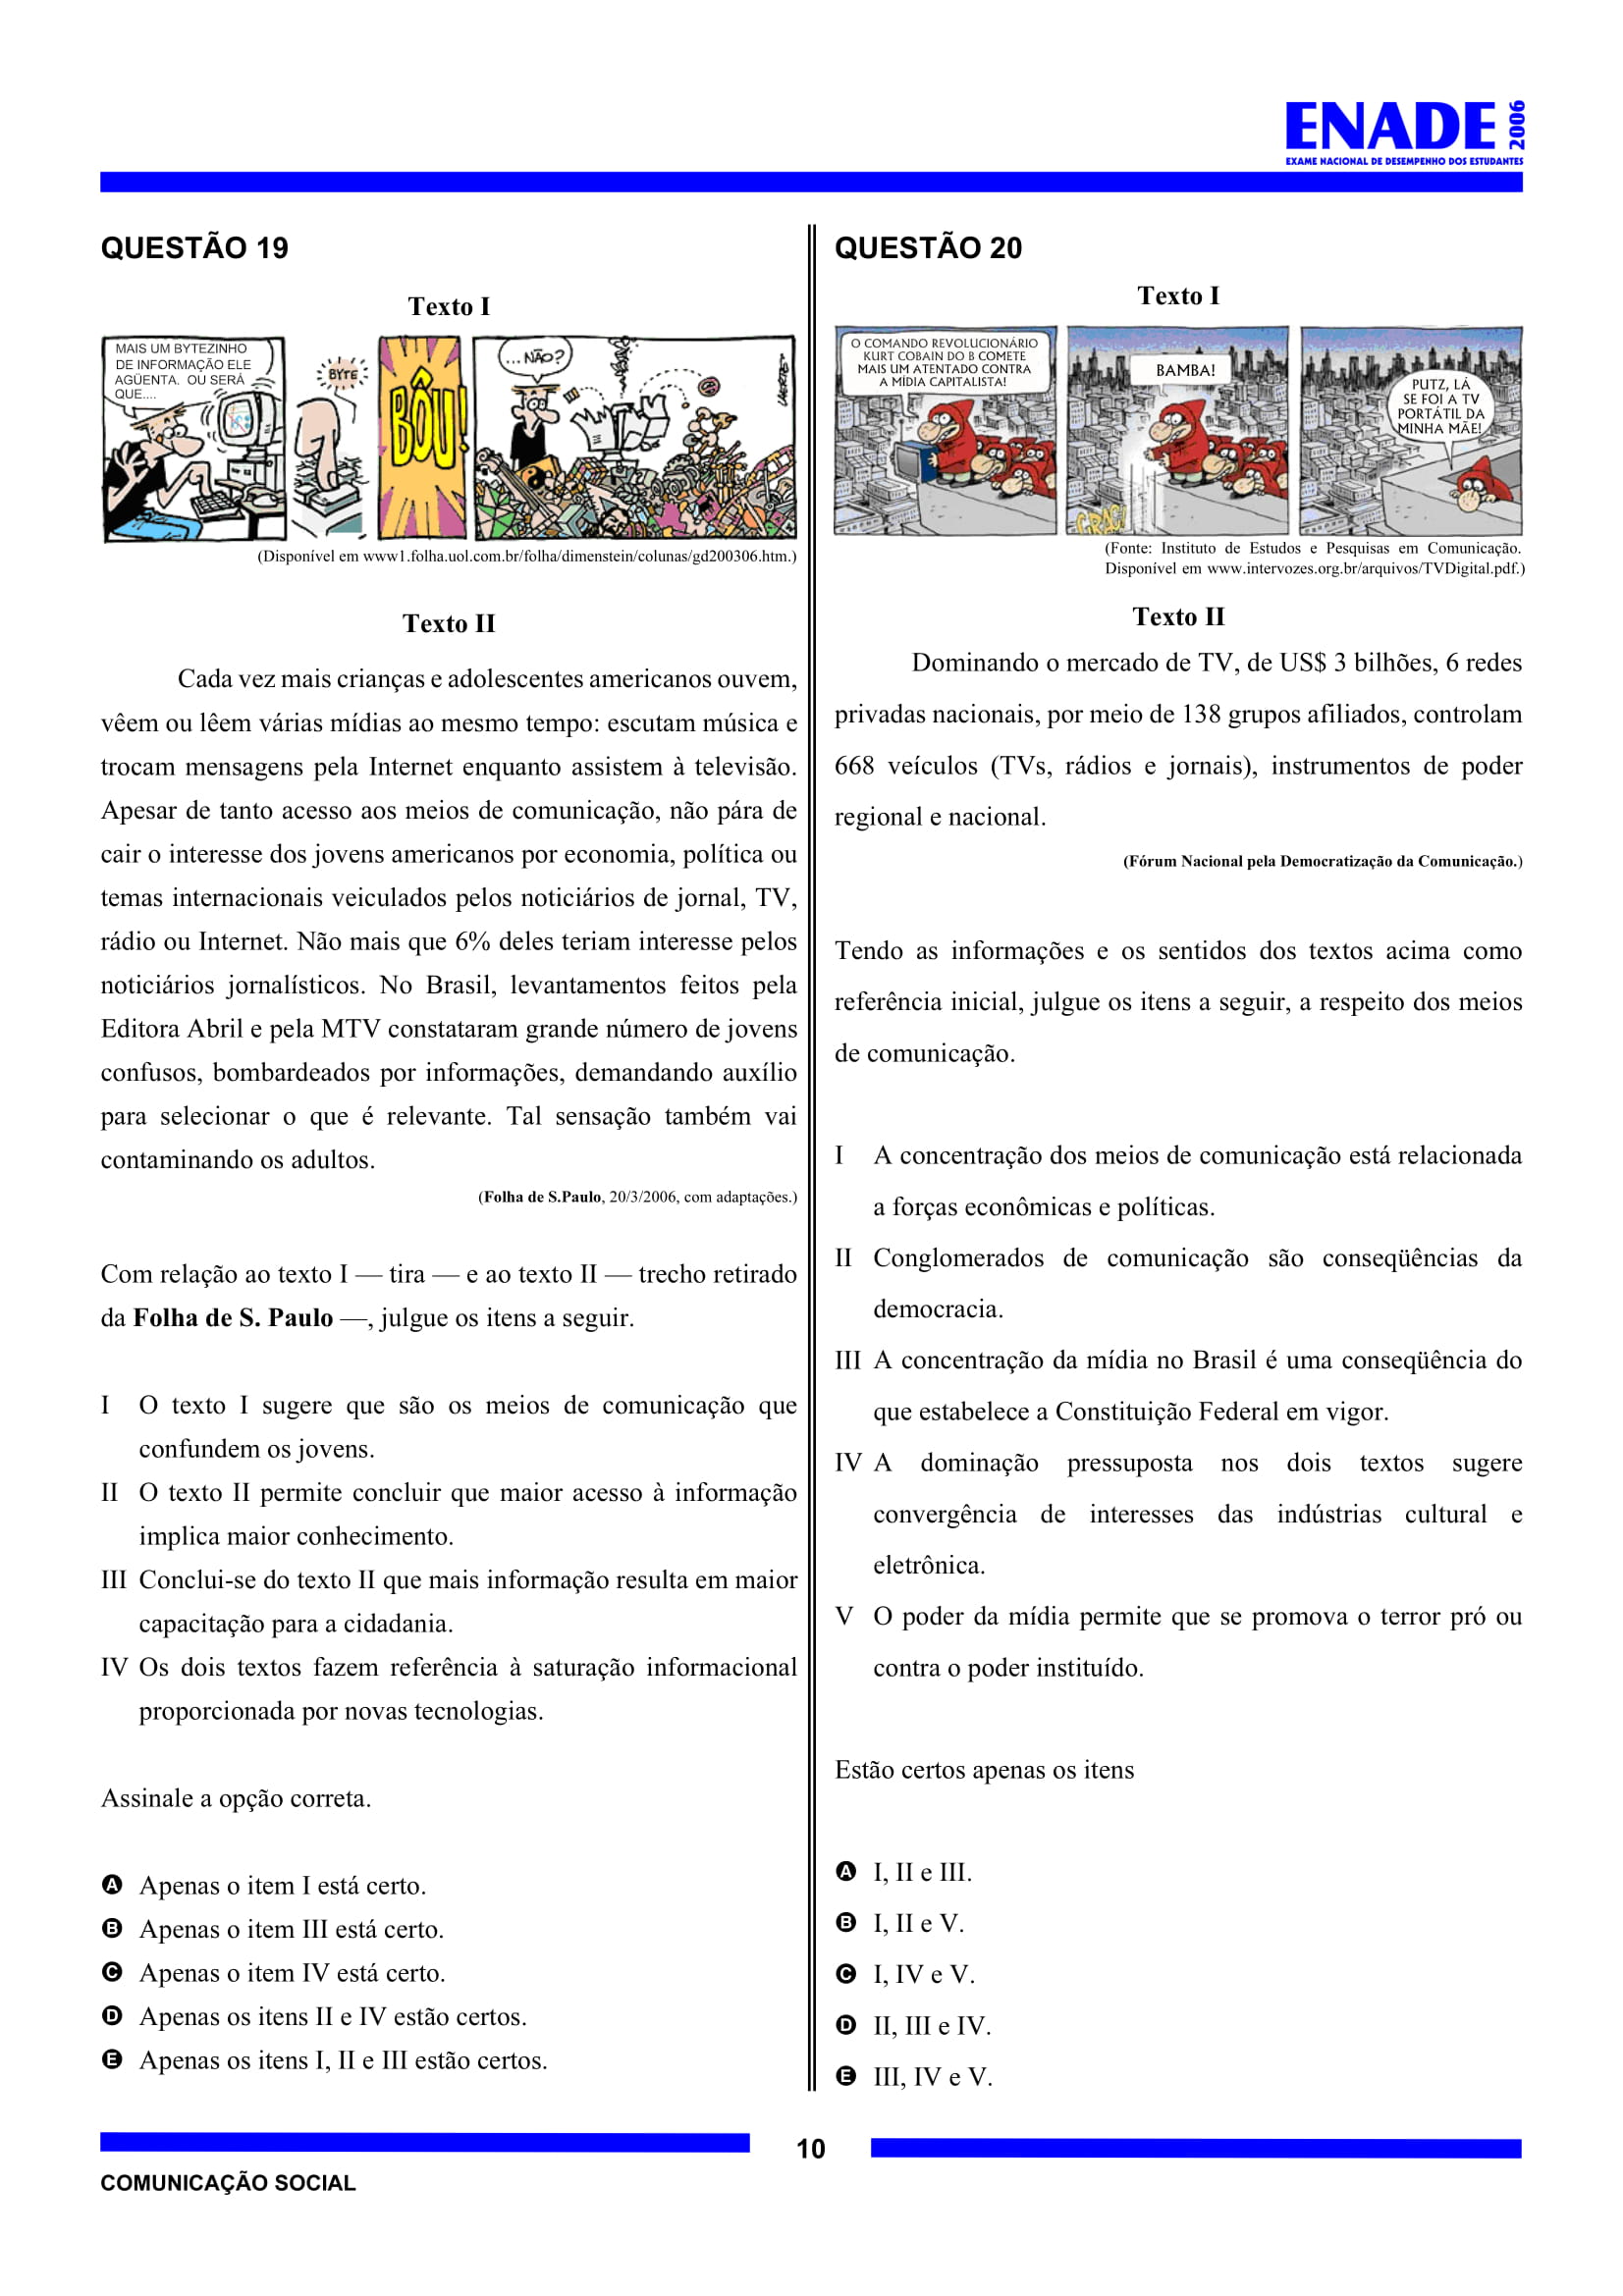 ENADE 2006
EXAME NACIONAL DE DESEMPENHO DOS ESTUDANTES
QUESTÃO 19
Texto I
MAIS UM BYTEZINHO
DE INFORMAÇÃO ELE
AGÜENTA. OU SERÁ
QUE....
BYTE
BÔU!
...NÃO?
LAERTE
(Disponível em www1.folha.uol.com.br/folha/dimenstein/colunas/gd200306.htm.)
Texto II
Cada vez mais crianças e adolescentes americanos ouvem,
vêem ou lêem várias mídias ao mesmo tempo: escutam música e
trocam mensagens pela Internet enquanto assistem à televisão.
Apesar de tanto acesso aos meios de comunicação, não pára de
cair o interesse dos jovens americanos por economia, política ou
temas internacionais veiculados pelos noticiários de jornal, TV,
rádio ou Internet. Não mais que 6% deles teriam interesse pelos
noticiários jornalísticos. No Brasil, levantamentos feitos pela
Editora Abril e pela MTV constataram grande número de jovens
confusos, bombardeados por informações, demandando auxílio
para selecionar o que é relevante. Tal sensação também vai
contaminando os adultos.
(Folha de S.Paulo, 20/3/2006, com adaptações.)
Com relação ao texto I — tira — e ao texto II — trecho retirado
da Folha de S. Paulo —, julgue os itens a seguir.
I O texto I sugere que são os meios de comunicação que
confundem os jovens.
II O texto II permite concluir que maior acesso à informação
implica maior conhecimento.
III Conclui-se do texto II que mais informação resulta em maior
capacitação para a cidadania.
IV Os dois textos fazem referência à saturação informacional
proporcionada por novas tecnologias.
Assinale a opção correta.
A Apenas o item I está certo.
B Apenas o item III está certo.
C Apenas o item IV está certo.
D Apenas os itens II e IV estão certos.
E Apenas os itens I, II e III estão certos.
QUESTÃO 20
Texto I
O COMANDO REVOLUCIONÁRIO
KURT COBAIN DO B COMETE
MAIS UM ATENTADO CONTRA
A MÍDIA CAPITALISTA!
BAMBA!
CRAC!
PUTZ, LÁ
SE FOI A TV
PORTÁTIL DA
MINHA MÃE!
(Fonte: Instituto de Estudos e Pesquisas em Comunicação.
Disponível em www.intervozes.org.br/arquivos/TVDigital.pdf.)
Texto II
Dominando o mercado de TV, de US$ 3 bilhões, 6 redes
privadas nacionais, por meio de 138 grupos afiliados, controlam
668 veículos (TVs, rádios e jornais), instrumentos de poder
regional e nacional.
(Fórum Nacional pela Democratização da Comunicação.)
Tendo as informações e os sentidos dos textos acima como
referência inicial, julgue os itens a seguir, a respeito dos meios
de comunicação.
I A concentração dos meios de comunicação está relacionada
a forças econômicas e políticas.
II Conglomerados de comunicação são conseqüências da
democracia.
III A concentração da mídia no Brasil é uma conseqüência do
que estabelece a Constituição Federal em vigor.
IV A dominação pressuposta nos dois textos sugere
convergência de interesses das indústrias cultural e
eletrônica.
V O poder da mídia permite que se promova o terror pró ou
contra o poder instituído.
Estão certos apenas os itens
A I, II e III.
B I, II e V.
C I, IV e V.
D II, III e IV.
E III, IV e V.
10
COMUNICAÇÃO SOCIAL